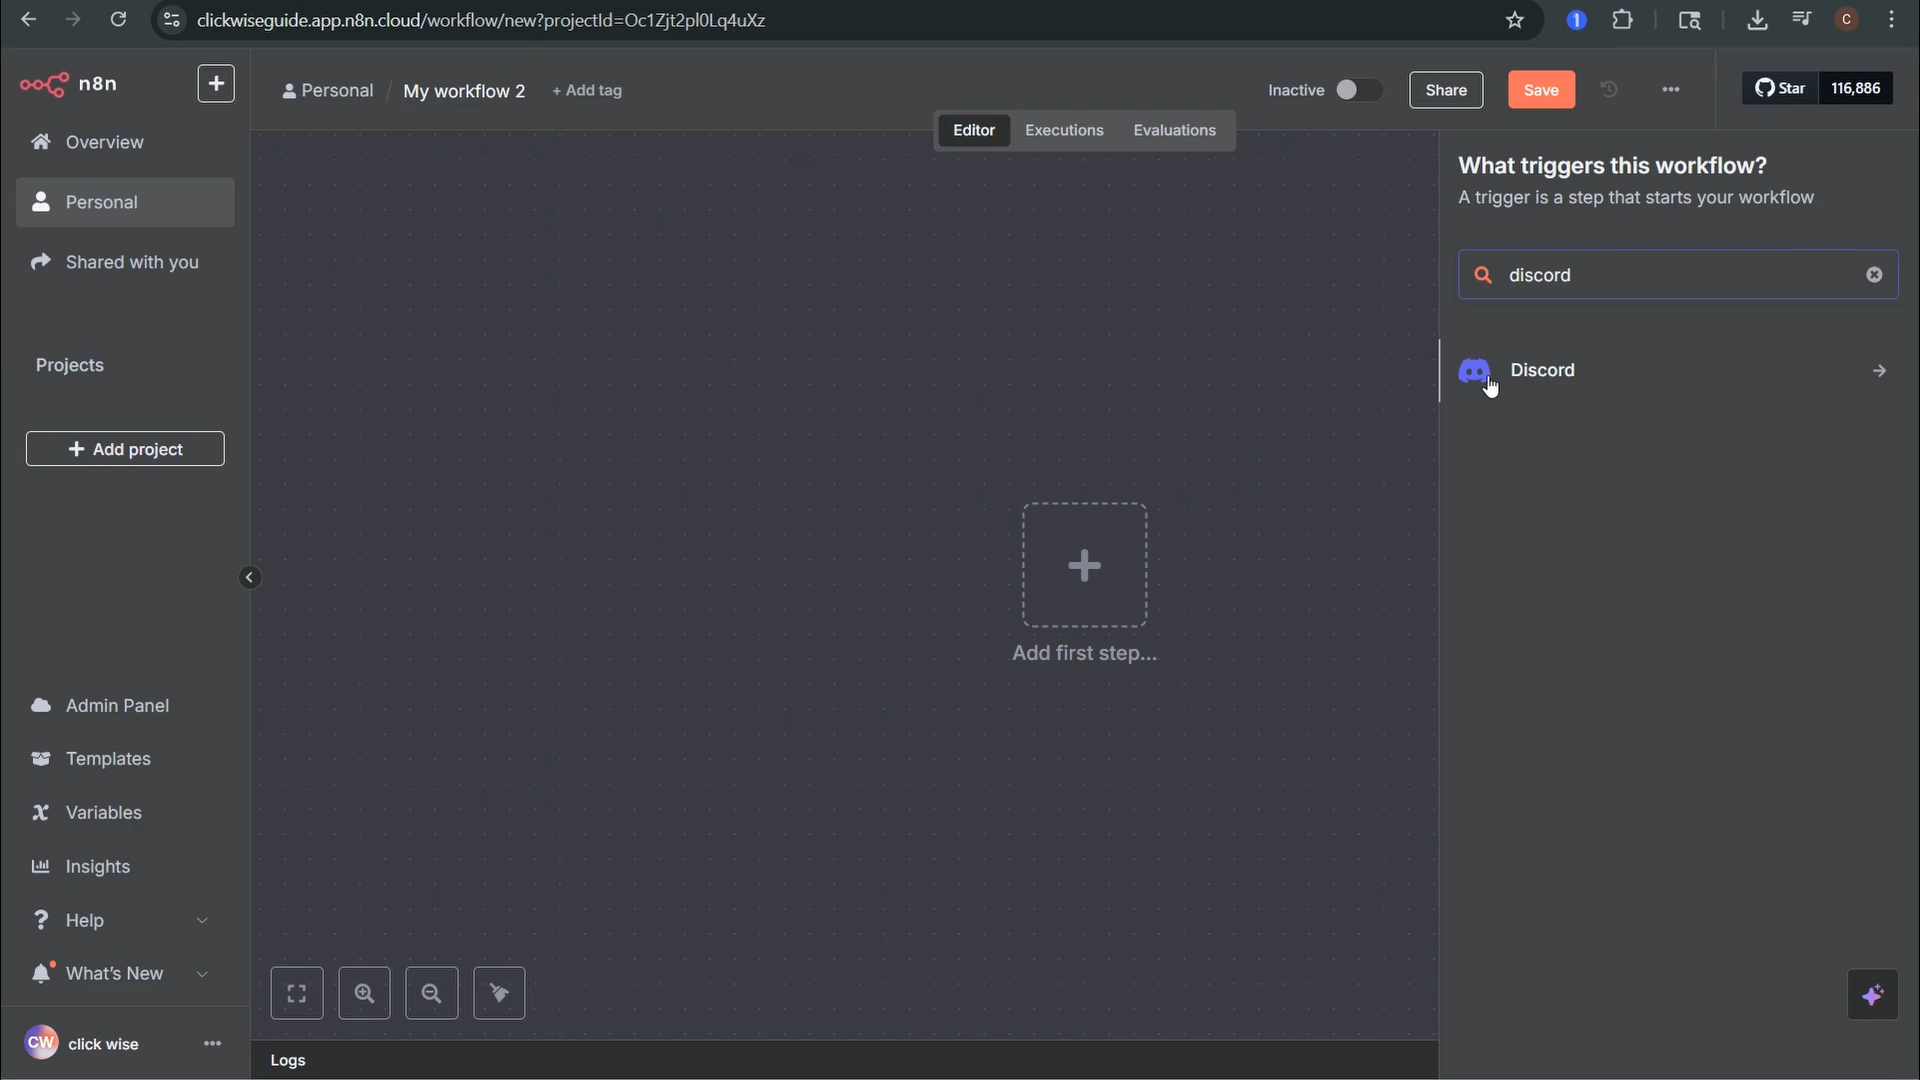 clickwiseguide.app.n8n.cloud/workflow/new?projectId=Oc1Zjt2pl0Lq4uXz
1
C
n8n
Personal / My workflow 2 + Add tag
Inactive
Share
Save
Star 116,886
Editor Executions Evaluations
Overview
Personal
Shared with you
Projects
+ Add project
What triggers this workflow?
A trigger is a step that starts your workflow
discord
Discord
Add first step...
Admin Panel
Templates
Variables
Insights
Help
What's New
CW click wise
Logs